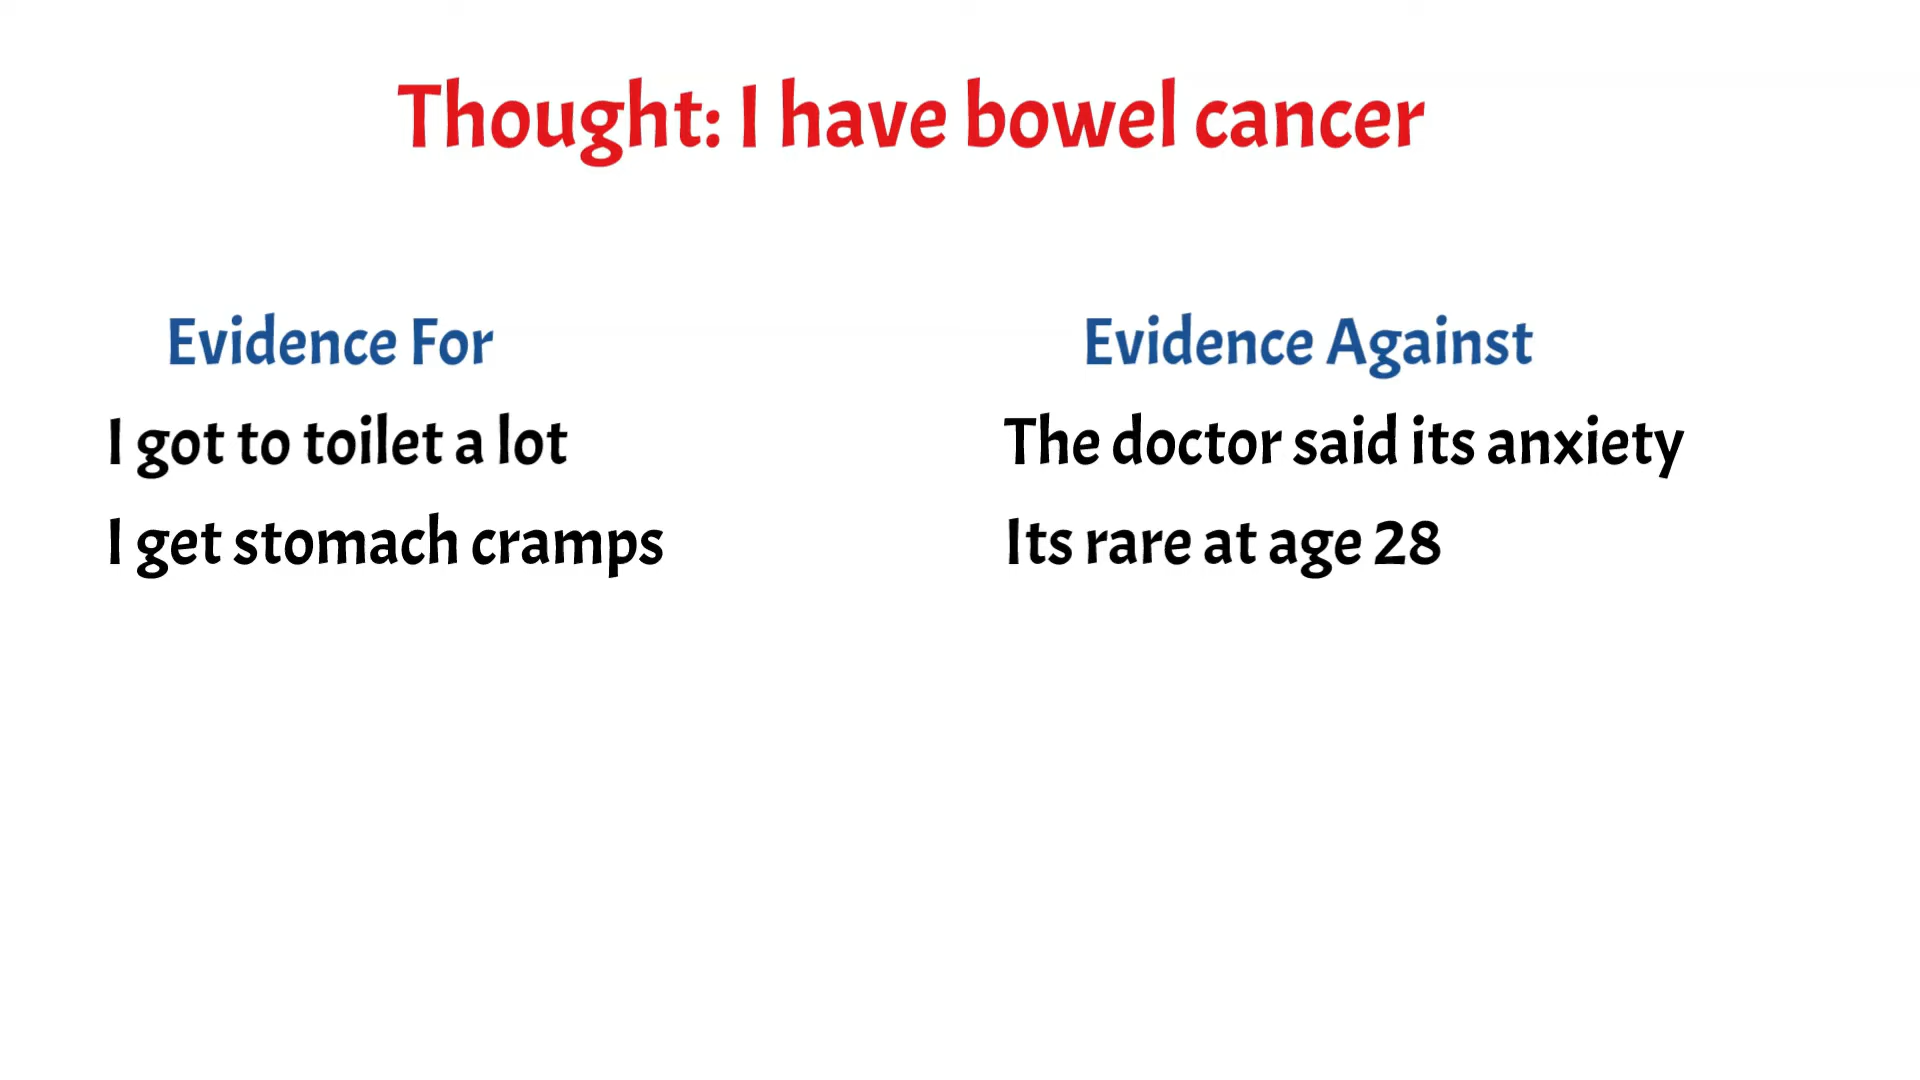 Thought: I have bowel cancer
Evidence For
Evidence Against
I got to toilet a lot
The doctor said its anxiety
I get stomach cramps
Its rare at age 28